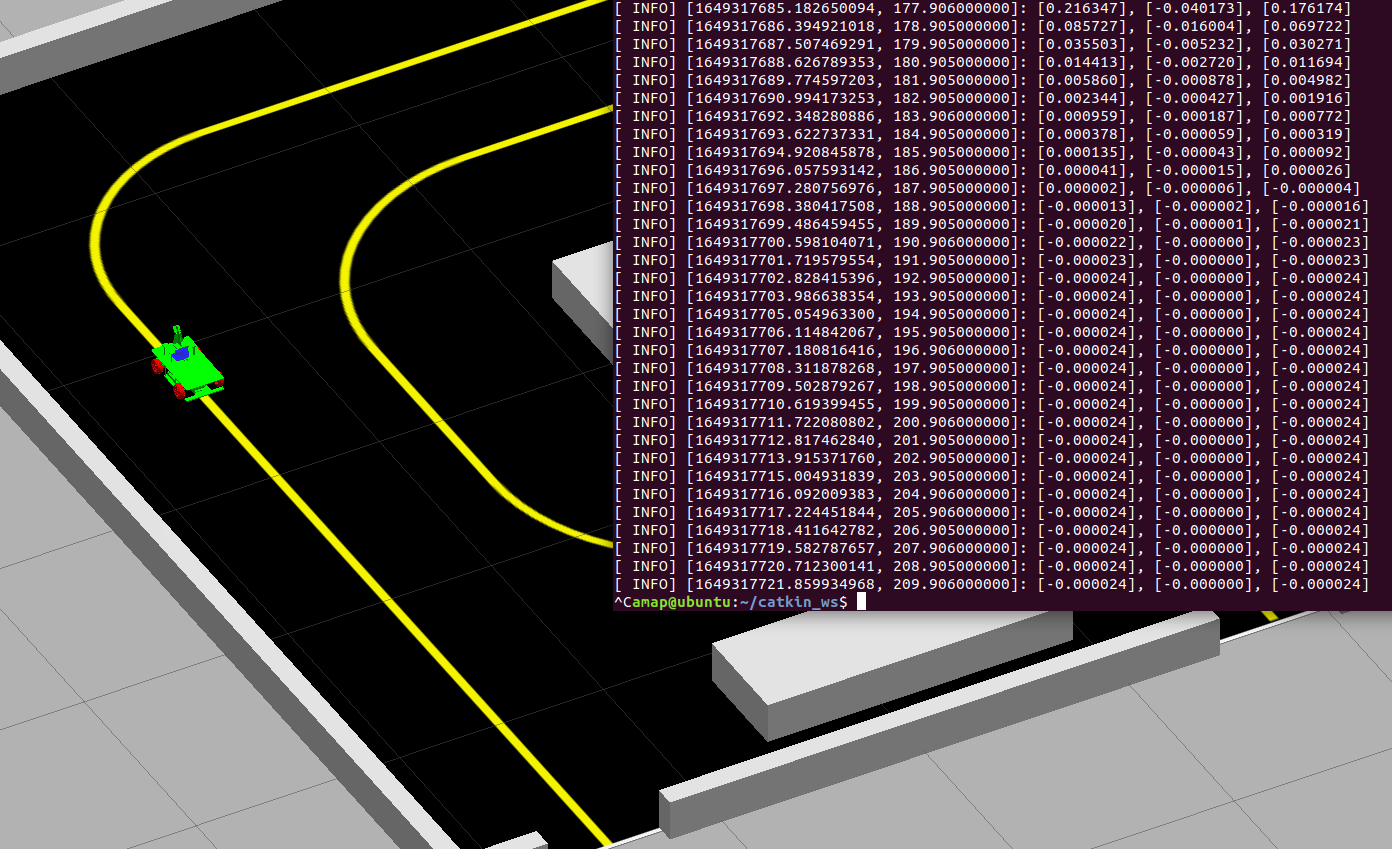 [ INFO] [1649317685.182650094, 177.906000000]: [0.216347], [-0.040173], [0.176174]
[ INFO] [1649317686.394921018, 178.905000000]: [0.085727], [-0.016004], [0.069722]
[ INFO] [1649317687.507469291, 179.905000000]: [0.035503], [-0.005232], [0.030271]
[ INFO] [1649317688.626789353, 180.905000000]: [0.014413], [-0.002720], [0.011694]
[ INFO] [1649317689.774597203, 181.905000000]: [0.005860], [-0.000878], [0.004982]
[ INFO] [1649317690.994173253, 182.905000000]: [0.002344], [-0.000427], [0.001916]
[ INFO] [1649317692.348280886, 183.906000000]: [0.000959], [-0.000187], [0.000772]
[ INFO] [1649317693.622737331, 184.905000000]: [0.000378], [-0.000059], [0.000319]
[ INFO] [1649317694.920845878, 185.905000000]: [0.000135], [-0.000043], [0.000092]
[ INFO] [1649317696.057593142, 186.905000000]: [0.000041], [-0.000015], [0.000026]
[ INFO] [1649317697.280756976, 187.905000000]: [0.000002], [-0.000006], [-0.000004]
[ INFO] [1649317698.380417508, 188.905000000]: [-0.000013], [-0.000002], [-0.000016]
[ INFO] [1649317699.486459455, 189.905000000]: [-0.000020], [-0.000001], [-0.000021]
[ INFO] [1649317700.598104071, 190.906000000]: [-0.000022], [-0.000000], [-0.000023]
[ INFO] [1649317701.719579554, 191.905000000]: [-0.000023], [-0.000000], [-0.000023]
[ INFO] [1649317702.828415396, 192.905000000]: [-0.000024], [-0.000000], [-0.000024]
[ INFO] [1649317703.986638354, 193.905000000]: [-0.000024], [-0.000000], [-0.000024]
[ INFO] [1649317705.054963300, 194.905000000]: [-0.000024], [-0.000000], [-0.000024]
[ INFO] [1649317706.114842067, 195.905000000]: [-0.000024], [-0.000000], [-0.000024]
[ INFO] [1649317707.180816416, 196.906000000]: [-0.000024], [-0.000000], [-0.000024]
[ INFO] [1649317708.311878268, 197.905000000]: [-0.000024], [-0.000000], [-0.000024]
[ INFO] [1649317709.502879267, 198.905000000]: [-0.000024], [-0.000000], [-0.000024]
[ INFO] [1649317710.619399455, 199.906000000]: [-0.000024], [-0.000000], [-0.000024]
[ INFO] [1649317711.722080802, 200.906000000]: [-0.000024], [-0.000000], [-0.000024]
[ INFO] [1649317712.817462840, 201.905000000]: [-0.000024], [-0.000000], [-0.000024]
[ INFO] [1649317713.915371760, 202.905000000]: [-0.000024], [-0.000000], [-0.000024]
[ INFO] [1649317715.004931839, 203.905000000]: [-0.000024], [-0.000000], [-0.000024]
[ INFO] [1649317716.092009383, 204.906000000]: [-0.000024], [-0.000000], [-0.000024]
[ INFO] [1649317717.224451844, 205.906000000]: [-0.000024], [-0.000000], [-0.000024]
[ INFO] [1649317718.411642782, 206.905000000]: [-0.000024], [-0.000000], [-0.000024]
[ INFO] [1649317719.582787657, 207.906000000]: [-0.000024], [-0.000000], [-0.000024]
[ INFO] [1649317720.712300141, 208.905000000]: [-0.000024], [-0.000000], [-0.000024]
[ INFO] [1649317721.859934968, 209.906000000]: [-0.000024], [-0.000000], [-0.000024]
^Camap@ubuntu:~/catkin_ws$